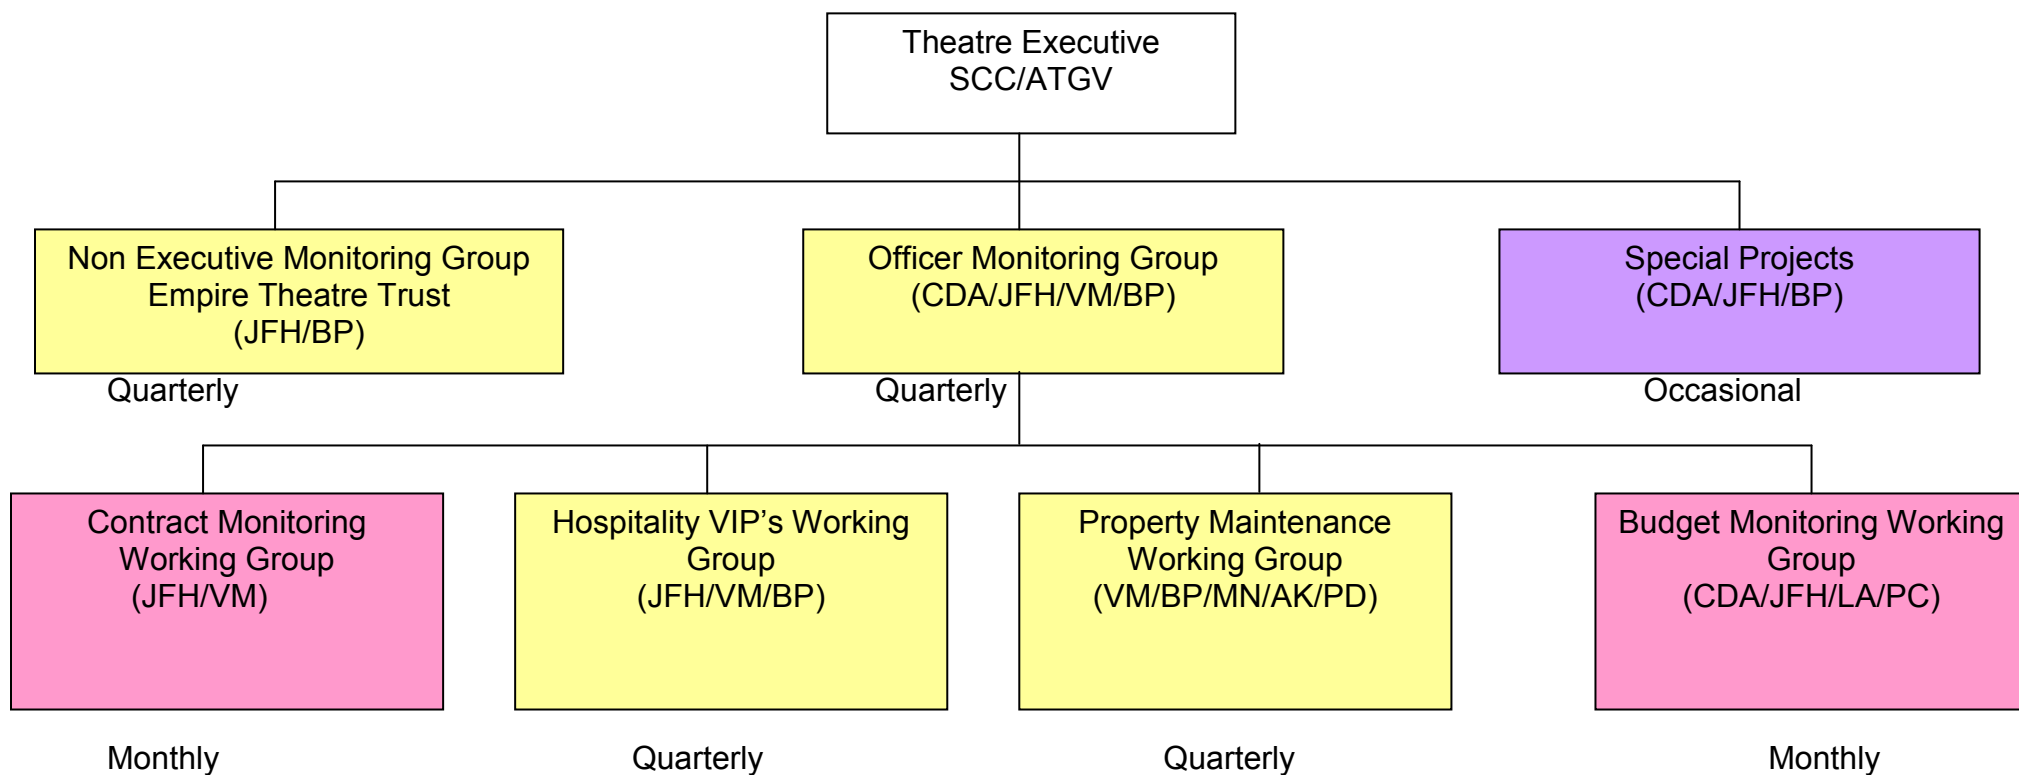 Theatre Executive
SCC/ATGV
Non Executive Monitoring Group
Empire Theatre Trust
(JFH/BP)
Quarterly
Officer Monitoring Group
(CDA/JFH/VM/BP)
Quarterly
Special Projects
(CDA/JFH/BP)
Occasional
Contract Monitoring
Working Group
(JFH/VM)
Monthly
Hospitality VIP’s Working
Group
(JFH/VM/BP)
Quarterly
Property Maintenance
Working Group
(VM/BP/MN/AK/PD)
Quarterly
Budget Monitoring Working
Group
(CDA/JFH/LA/PC)
Monthly